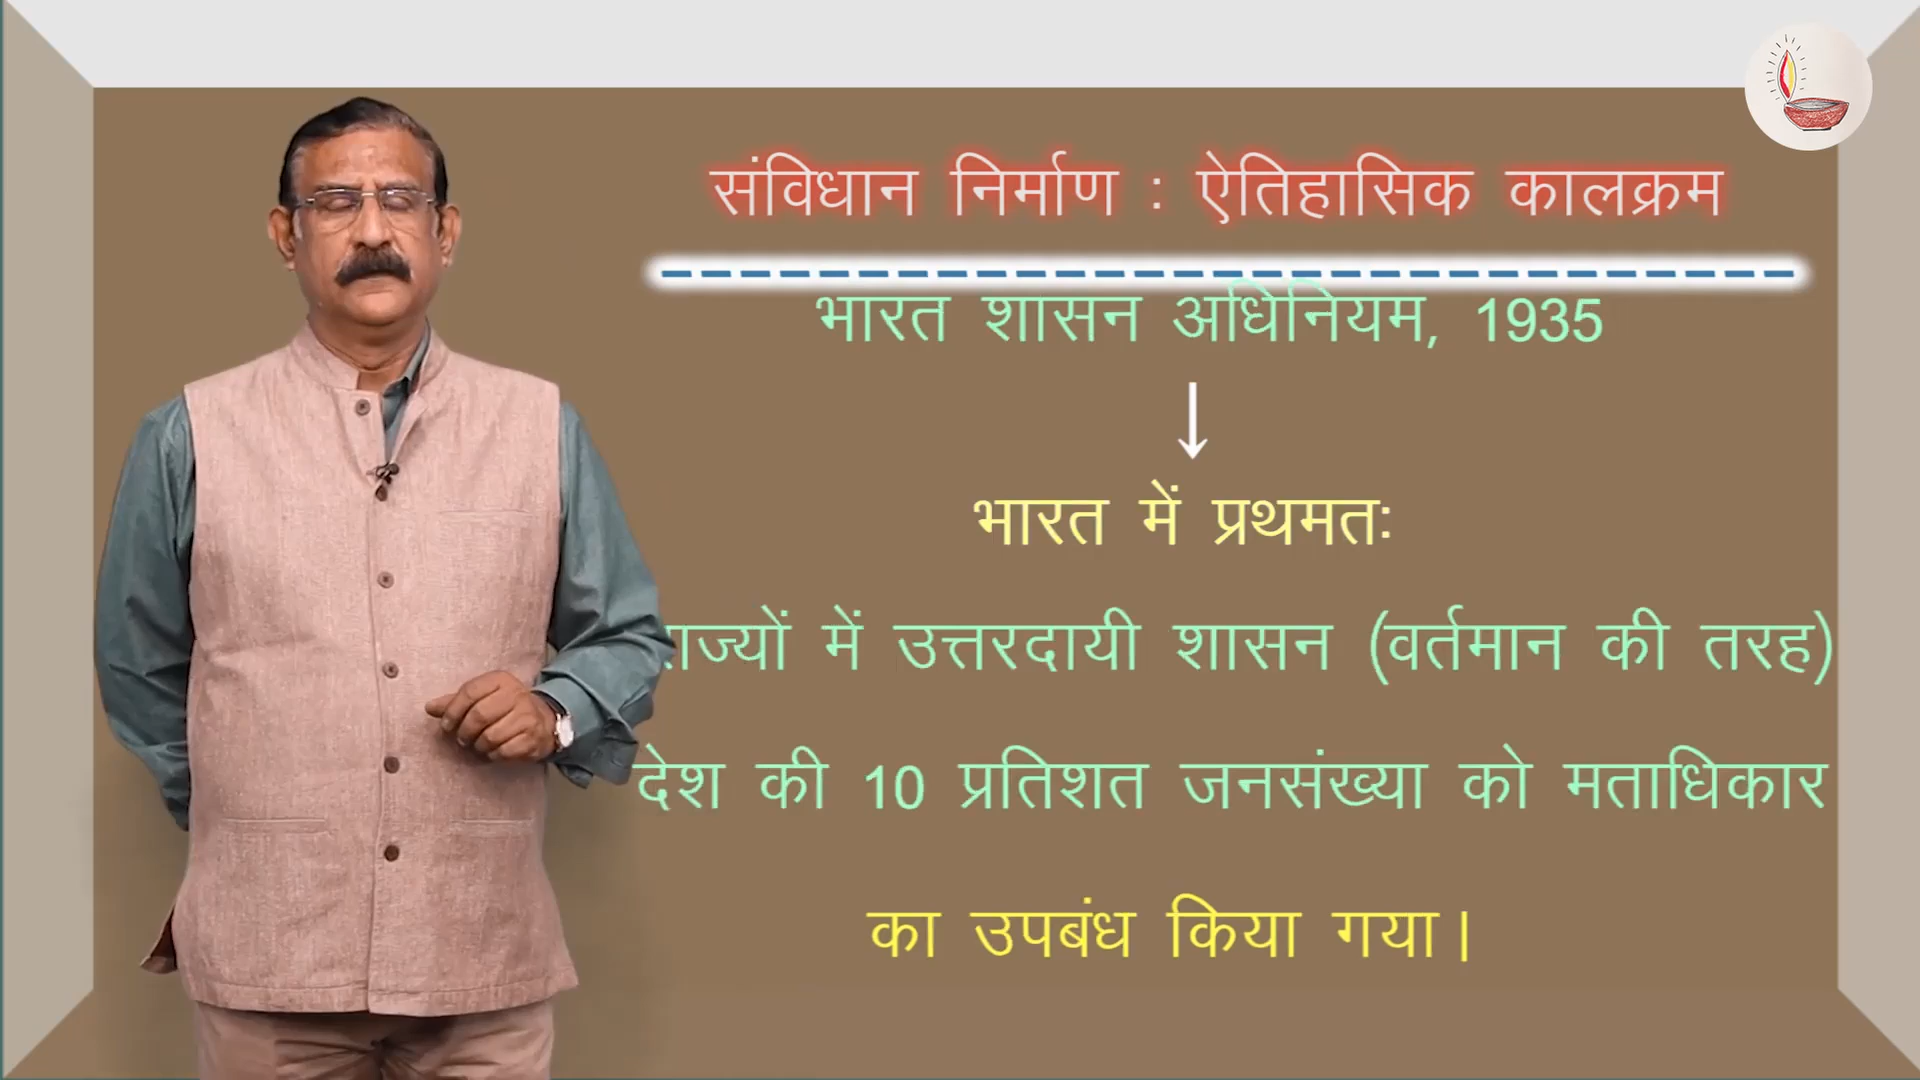 संविधान निर्माण : ऐतिहासिक कालक्रम
भारत शासन अधिनियम, 1935
भारत में प्रथमतः
में उत्तरदायी शासन (वर्तमान की तरह)
देश की 10 प्रतिशत जनसंख्या को मताधिकार
का उपबंध किया गया।